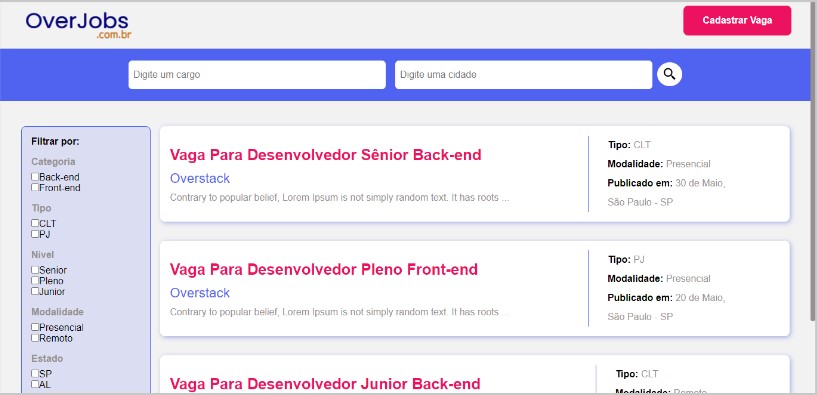 OverJobs
.com.br
Cadastrar Vaga
Digite um cargo
Digite uma cidade
Filtrar por:
Categoria
Back-end
Front-end
Tipo
CLT
PJ
Nivel
Senior
Pleno
Junior
Modalidade
Presencial
Remoto
Estado
SP
AL
Vaga Para Desenvolvedor Sênior Back-end
Overstack
Contrary to popular belief, Lorem Ipsum is not simply random text. It has roots ...
Tipo: CLT
Modalidade: Presencial
Publicado em: 30 de Maio,
São Paulo - SP
Vaga Para Desenvolvedor Pleno Front-end
Overstack
Contrary to popular belief, Lorem Ipsum is not simply random text. It has roots ...
Tipo: PJ
Modalidade: Presencial
Publicado em: 20 de Maio,
São Paulo - SP
Vaga Para Desenvolvedor Junior Back-end
Tipo: CLT
Modalidade: Remoto